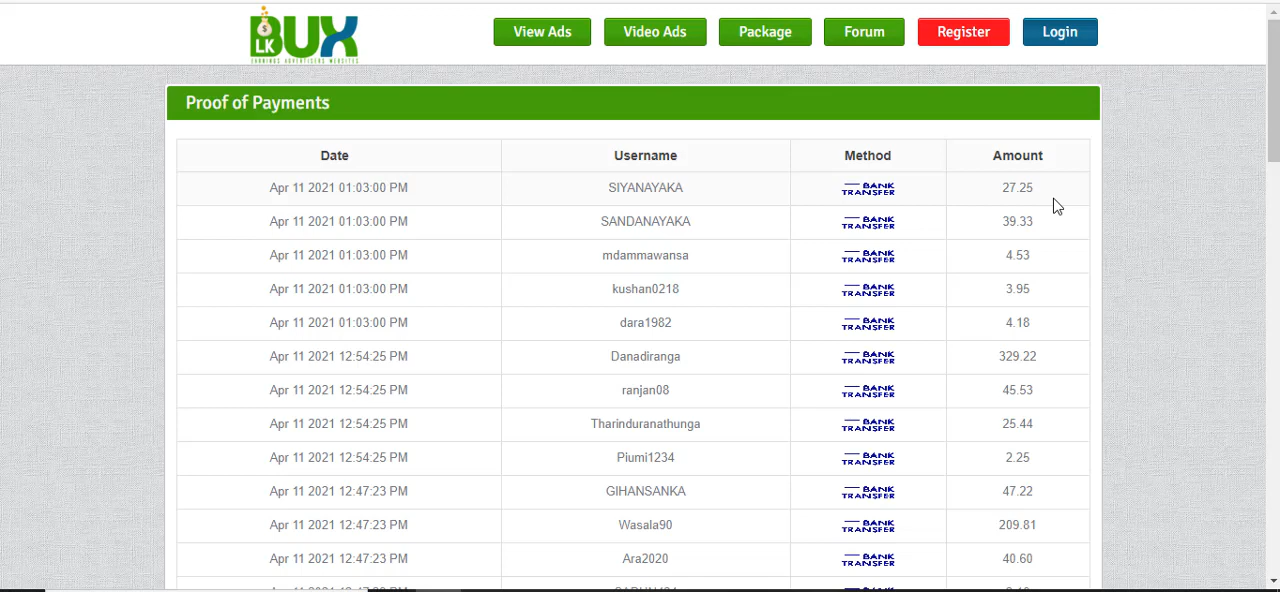 BUX
LK
EARNINGS ADVERTISERS WEBSITES
View Ads Video Ads Package Forum Register Login
Proof of Payments
Date Username Method Amount
Apr 11 2021 01:03:00 PM SIYANAYAKA BANK TRANSFER 27.25
Apr 11 2021 01:03:00 PM SANDANAYAKA BANK TRANSFER 39.33
Apr 11 2021 01:03:00 PM mdammawansa BANK TRANSFER 4.53
Apr 11 2021 01:03:00 PM kushan0218 BANK TRANSFER 3.95
Apr 11 2021 01:03:00 PM dara1982 BANK TRANSFER 4.18
Apr 11 2021 12:54:25 PM Danadiranga BANK TRANSFER 329.22
Apr 11 2021 12:54:25 PM ranjan08 BANK TRANSFER 45.53
Apr 11 2021 12:54:25 PM Tharinduranathunga BANK TRANSFER 25.44
Apr 11 2021 12:54:25 PM Piumi1234 BANK TRANSFER 2.25
Apr 11 2021 12:47:23 PM GIHANSANKA BANK TRANSFER 47.22
Apr 11 2021 12:47:23 PM Wasala90 BANK TRANSFER 209.81
Apr 11 2021 12:47:23 PM Ara2020 BANK TRANSFER 40.60